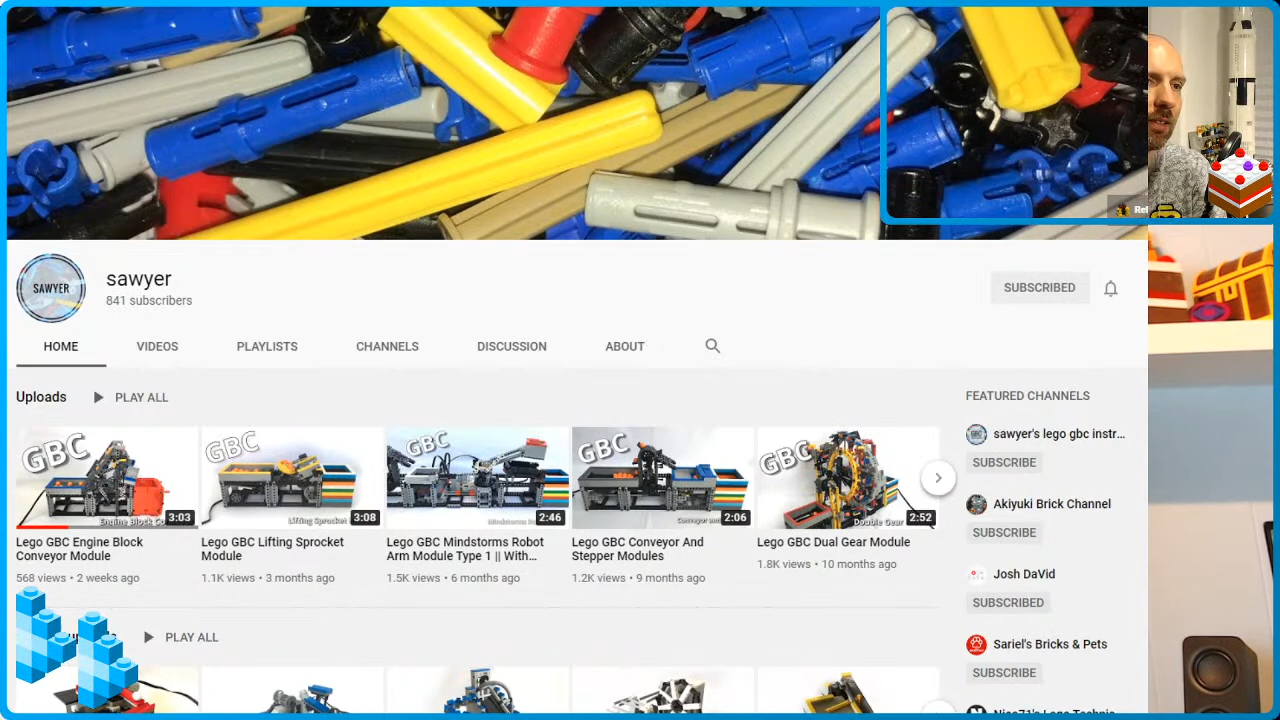 SAWYER
sawyer
841 subscribers
SUBSCRIBED
HOME
VIDEOS
PLAYLISTS
CHANNELS
DISCUSSION
ABOUT
Uploads
PLAY ALL
GBC
Engine Block Co
3:03
Lego GBC Engine Block
Conveyor Module
568 views • 2 weeks ago
GBC
Lifting Sprocket
3:08
Lego GBC Lifting Sprocket
Module
1.1K views • 3 months ago
GBC
Mindstorms Ro
2:46
Lego GBC Mindstorms Robot
Arm Module Type 1 || With...
1.5K views • 6 months ago
GBC
Conveyor and
2:06
Lego GBC Conveyor And
Stepper Modules
1.2K views • 9 months ago
GBC
Double Gear
2:52
Lego GBC Dual Gear Module
1.8K views • 10 months ago
PLAY ALL
FEATURED CHANNELS
sawyer's lego gbc instr...
SUBSCRIBE
Akiyuki Brick Channel
SUBSCRIBE
Josh DaVid
SUBSCRIBED
Sariel's Bricks & Pets
SUBSCRIBE